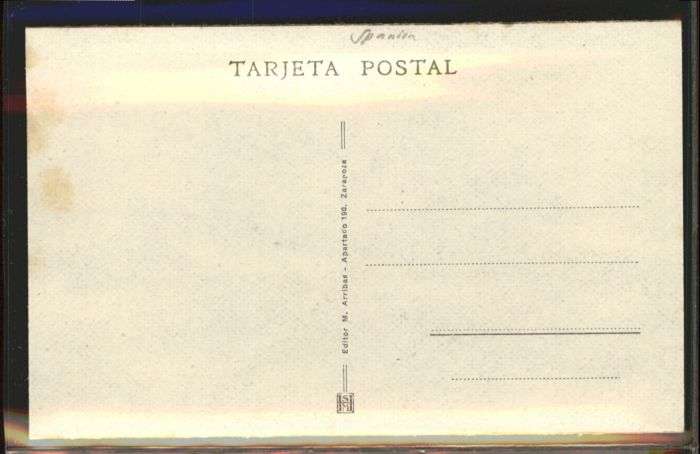 Spanien
TARJETA POSTAL
Editor M. Arribas - Apartado 190. Zaragoza